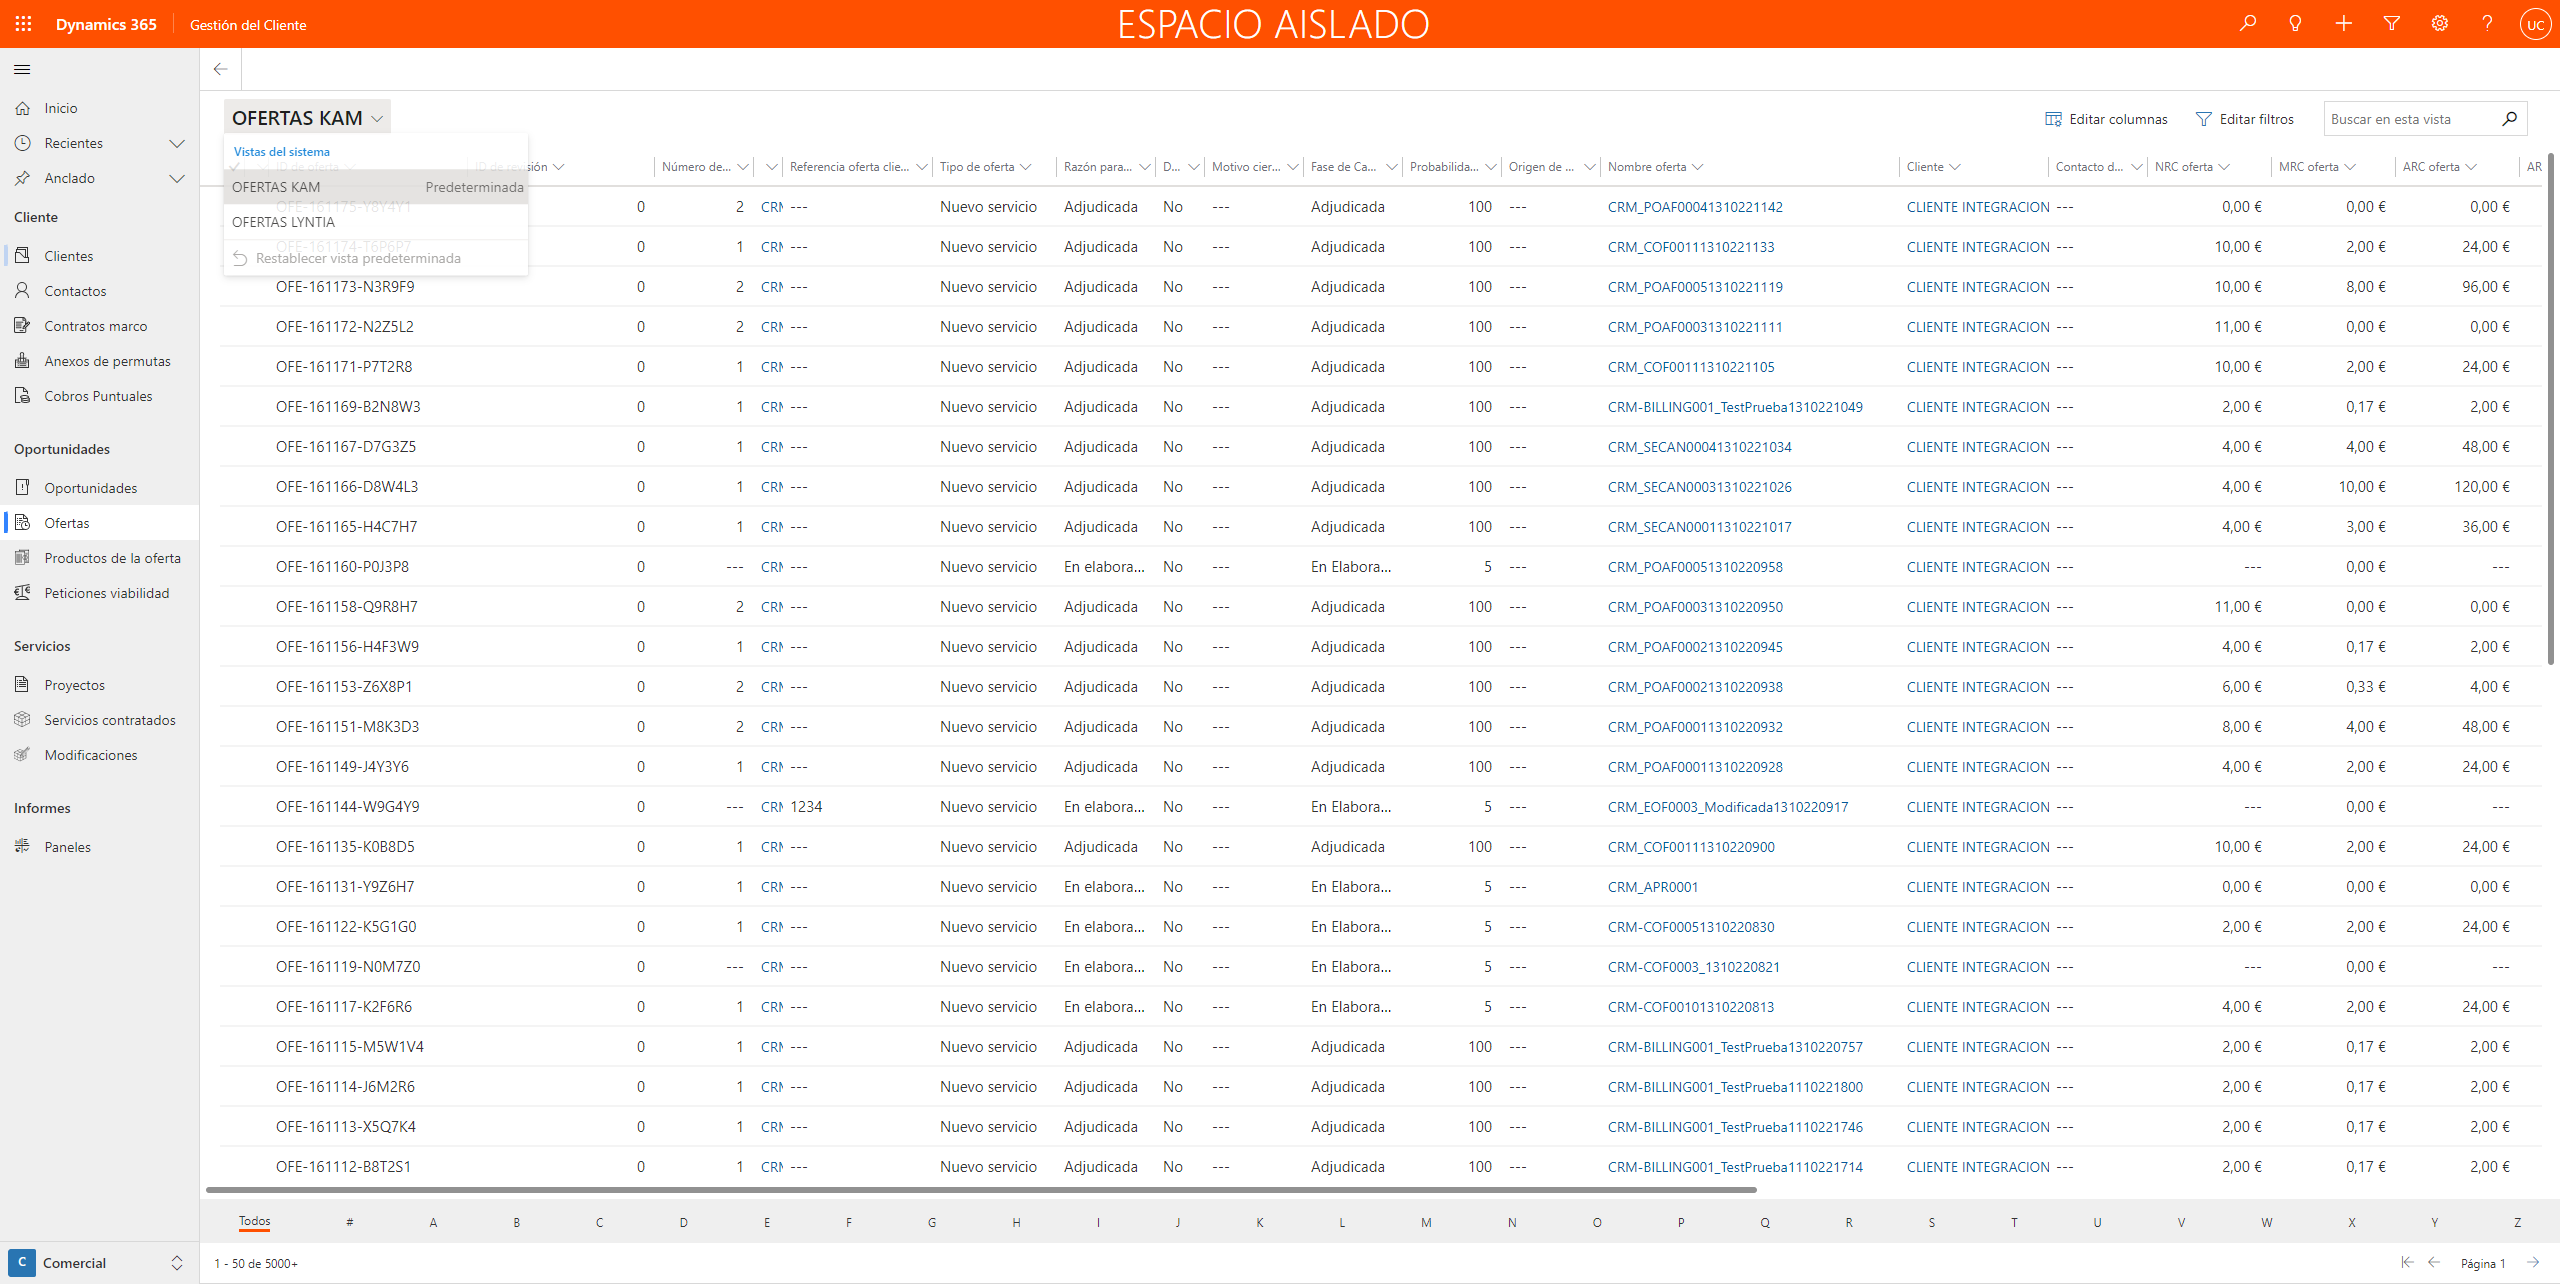 Dynamics 365 Gestión del Cliente ESPACIO AISLADO UC
Inicio
Recientes
Anclado
Cliente
Clientes
Contactos
Contratos marco
Anexos de permutas
Cobros Puntuales
Oportunidades
Oportunidades
Ofertas
Productos de la oferta
Peticiones viabilidad
Servicios
Proyectos
Servicios contratados
Modificaciones
Informes
Paneles
C Comercial
OFERTAS KAM Editar columnas Editar filtros Buscar en esta vista
Vistas del sistema
OFERTAS KAM Predeterminada
OFERTAS LYNTIA
Restablecer vista predeterminada
ID de oferta ID de revisión Número de... Referencia oferta clie... Tipo de oferta Razón para... D... Motivo cier... Fase de Ca... Probabilida... Origen de ... Nombre oferta Cliente Contacto d... NRC oferta MRC oferta ARC oferta AR
OFE-161175-Y8Y4Y1 0 2 CRM --- Nuevo servicio Adjudicada No --- Adjudicada 100 --- CRM_POAF00041310221142 CLIENTE INTEGRACION --- 0,00 € 0,00 € 0,00 €
OFE-161174-T6P6P7 0 1 CRM --- Nuevo servicio Adjudicada No --- Adjudicada 100 --- CRM_COF00111310221133 CLIENTE INTEGRACION --- 10,00 € 2,00 € 24,00 €
OFE-161173-N3R9F9 0 2 CRM --- Nuevo servicio Adjudicada No --- Adjudicada 100 --- CRM_POAF00051310221119 CLIENTE INTEGRACION --- 10,00 € 8,00 € 96,00 €
OFE-161172-N2Z5L2 0 2 CRM --- Nuevo servicio Adjudicada No --- Adjudicada 100 --- CRM_POAF00031310221111 CLIENTE INTEGRACION --- 11,00 € 0,00 € 0,00 €
OFE-161171-P7T2R8 0 1 CRM --- Nuevo servicio Adjudicada No --- Adjudicada 100 --- CRM_COF00111310221105 CLIENTE INTEGRACION --- 10,00 € 2,00 € 24,00 €
OFE-161169-B2N8W3 0 1 CRM --- Nuevo servicio Adjudicada No --- Adjudicada 100 --- CRM-BILLING001_TestPrueba1310221049 CLIENTE INTEGRACION --- 2,00 € 0,17 € 2,00 €
OFE-161167-D7G3Z5 0 1 CRM --- Nuevo servicio Adjudicada No --- Adjudicada 100 --- CRM_SECAN00041310221034 CLIENTE INTEGRACION --- 4,00 € 4,00 € 48,00 €
OFE-161166-D8W4L3 0 1 CRM --- Nuevo servicio Adjudicada No --- Adjudicada 100 --- CRM_SECAN00031310221026 CLIENTE INTEGRACION --- 4,00 € 10,00 € 120,00 €
OFE-161165-H4C7H7 0 1 CRM --- Nuevo servicio Adjudicada No --- Adjudicada 100 --- CRM_SECAN00011310221017 CLIENTE INTEGRACION --- 4,00 € 3,00 € 36,00 €
OFE-161160-P0J3P8 0 --- CRM --- Nuevo servicio En elabora... No --- En Elabora... 5 --- CRM_POAF00051310220958 CLIENTE INTEGRACION --- --- 0,00 € ---
OFE-161158-Q9R8H7 0 2 CRM --- Nuevo servicio Adjudicada No --- Adjudicada 100 --- CRM_POAF00031310220950 CLIENTE INTEGRACION --- 11,00 € 0,00 € 0,00 €
OFE-161156-H4F3W9 0 1 CRM --- Nuevo servicio Adjudicada No --- Adjudicada 100 --- CRM_POAF00021310220945 CLIENTE INTEGRACION --- 4,00 € 0,17 € 2,00 €
OFE-161153-Z6X8P1 0 2 CRM --- Nuevo servicio Adjudicada No --- Adjudicada 100 --- CRM_POAF00021310220938 CLIENTE INTEGRACION --- 6,00 € 0,33 € 4,00 €
OFE-161151-M8K3D3 0 2 CRM --- Nuevo servicio Adjudicada No --- Adjudicada 100 --- CRM_POAF00011310220932 CLIENTE INTEGRACION --- 8,00 € 4,00 € 48,00 €
OFE-161149-J4Y3Y6 0 1 CRM --- Nuevo servicio Adjudicada No --- Adjudicada 100 --- CRM_POAF00011310220928 CLIENTE INTEGRACION --- 4,00 € 2,00 € 24,00 €
OFE-161144-W9G4Y9 0 --- CRM 1234 Nuevo servicio En elabora... No --- En Elabora... 5 --- CRM_EOF0003_Modificada1310220917 CLIENTE INTEGRACION --- --- 0,00 € ---
OFE-161135-K0B8D5 0 1 CRM --- Nuevo servicio Adjudicada No --- Adjudicada 100 --- CRM_COF00111310220900 CLIENTE INTEGRACION --- 10,00 € 2,00 € 24,00 €
OFE-161131-Y9Z6H7 0 1 CRM --- Nuevo servicio En elabora... No --- En Elabora... 5 --- CRM_APR0001 CLIENTE INTEGRACION --- 0,00 € 0,00 € 0,00 €
OFE-161122-K5G1G0 0 1 CRM --- Nuevo servicio En elabora... No --- En Elabora... 5 --- CRM-COF00051310220830 CLIENTE INTEGRACION --- 2,00 € 2,00 € 24,00 €
OFE-161119-N0M7Z0 0 --- CRM --- Nuevo servicio En elabora... No --- En Elabora... 5 --- CRM-COF0003_1310220821 CLIENTE INTEGRACION --- --- 0,00 € ---
OFE-161117-K2F6R6 0 1 CRM --- Nuevo servicio En elabora... No --- En Elabora... 5 --- CRM-COF00101310220813 CLIENTE INTEGRACION --- 4,00 € 2,00 € 24,00 €
OFE-161115-M5W1V4 0 1 CRM --- Nuevo servicio Adjudicada No --- Adjudicada 100 --- CRM-BILLING001_TestPrueba1310220757 CLIENTE INTEGRACION --- 2,00 € 0,17 € 2,00 €
OFE-161114-J6M2R6 0 1 CRM --- Nuevo servicio Adjudicada No --- Adjudicada 100 --- CRM-BILLING001_TestPrueba1110221800 CLIENTE INTEGRACION --- 2,00 € 0,17 € 2,00 €
OFE-161113-X5Q7K4 0 1 CRM --- Nuevo servicio Adjudicada No --- Adjudicada 100 --- CRM-BILLING001_TestPrueba1110221746 CLIENTE INTEGRACION --- 2,00 € 0,17 € 2,00 €
OFE-161112-B8T2S1 0 1 CRM --- Nuevo servicio Adjudicada No --- Adjudicada 100 --- CRM-BILLING001_TestPrueba1110221714 CLIENTE INTEGRACION --- 2,00 € 0,17 € 2,00 €
Todos # A B C D E F G H I J K L M N O P Q R S T U V W X Y Z
1 - 50 de 5000+ Página 1